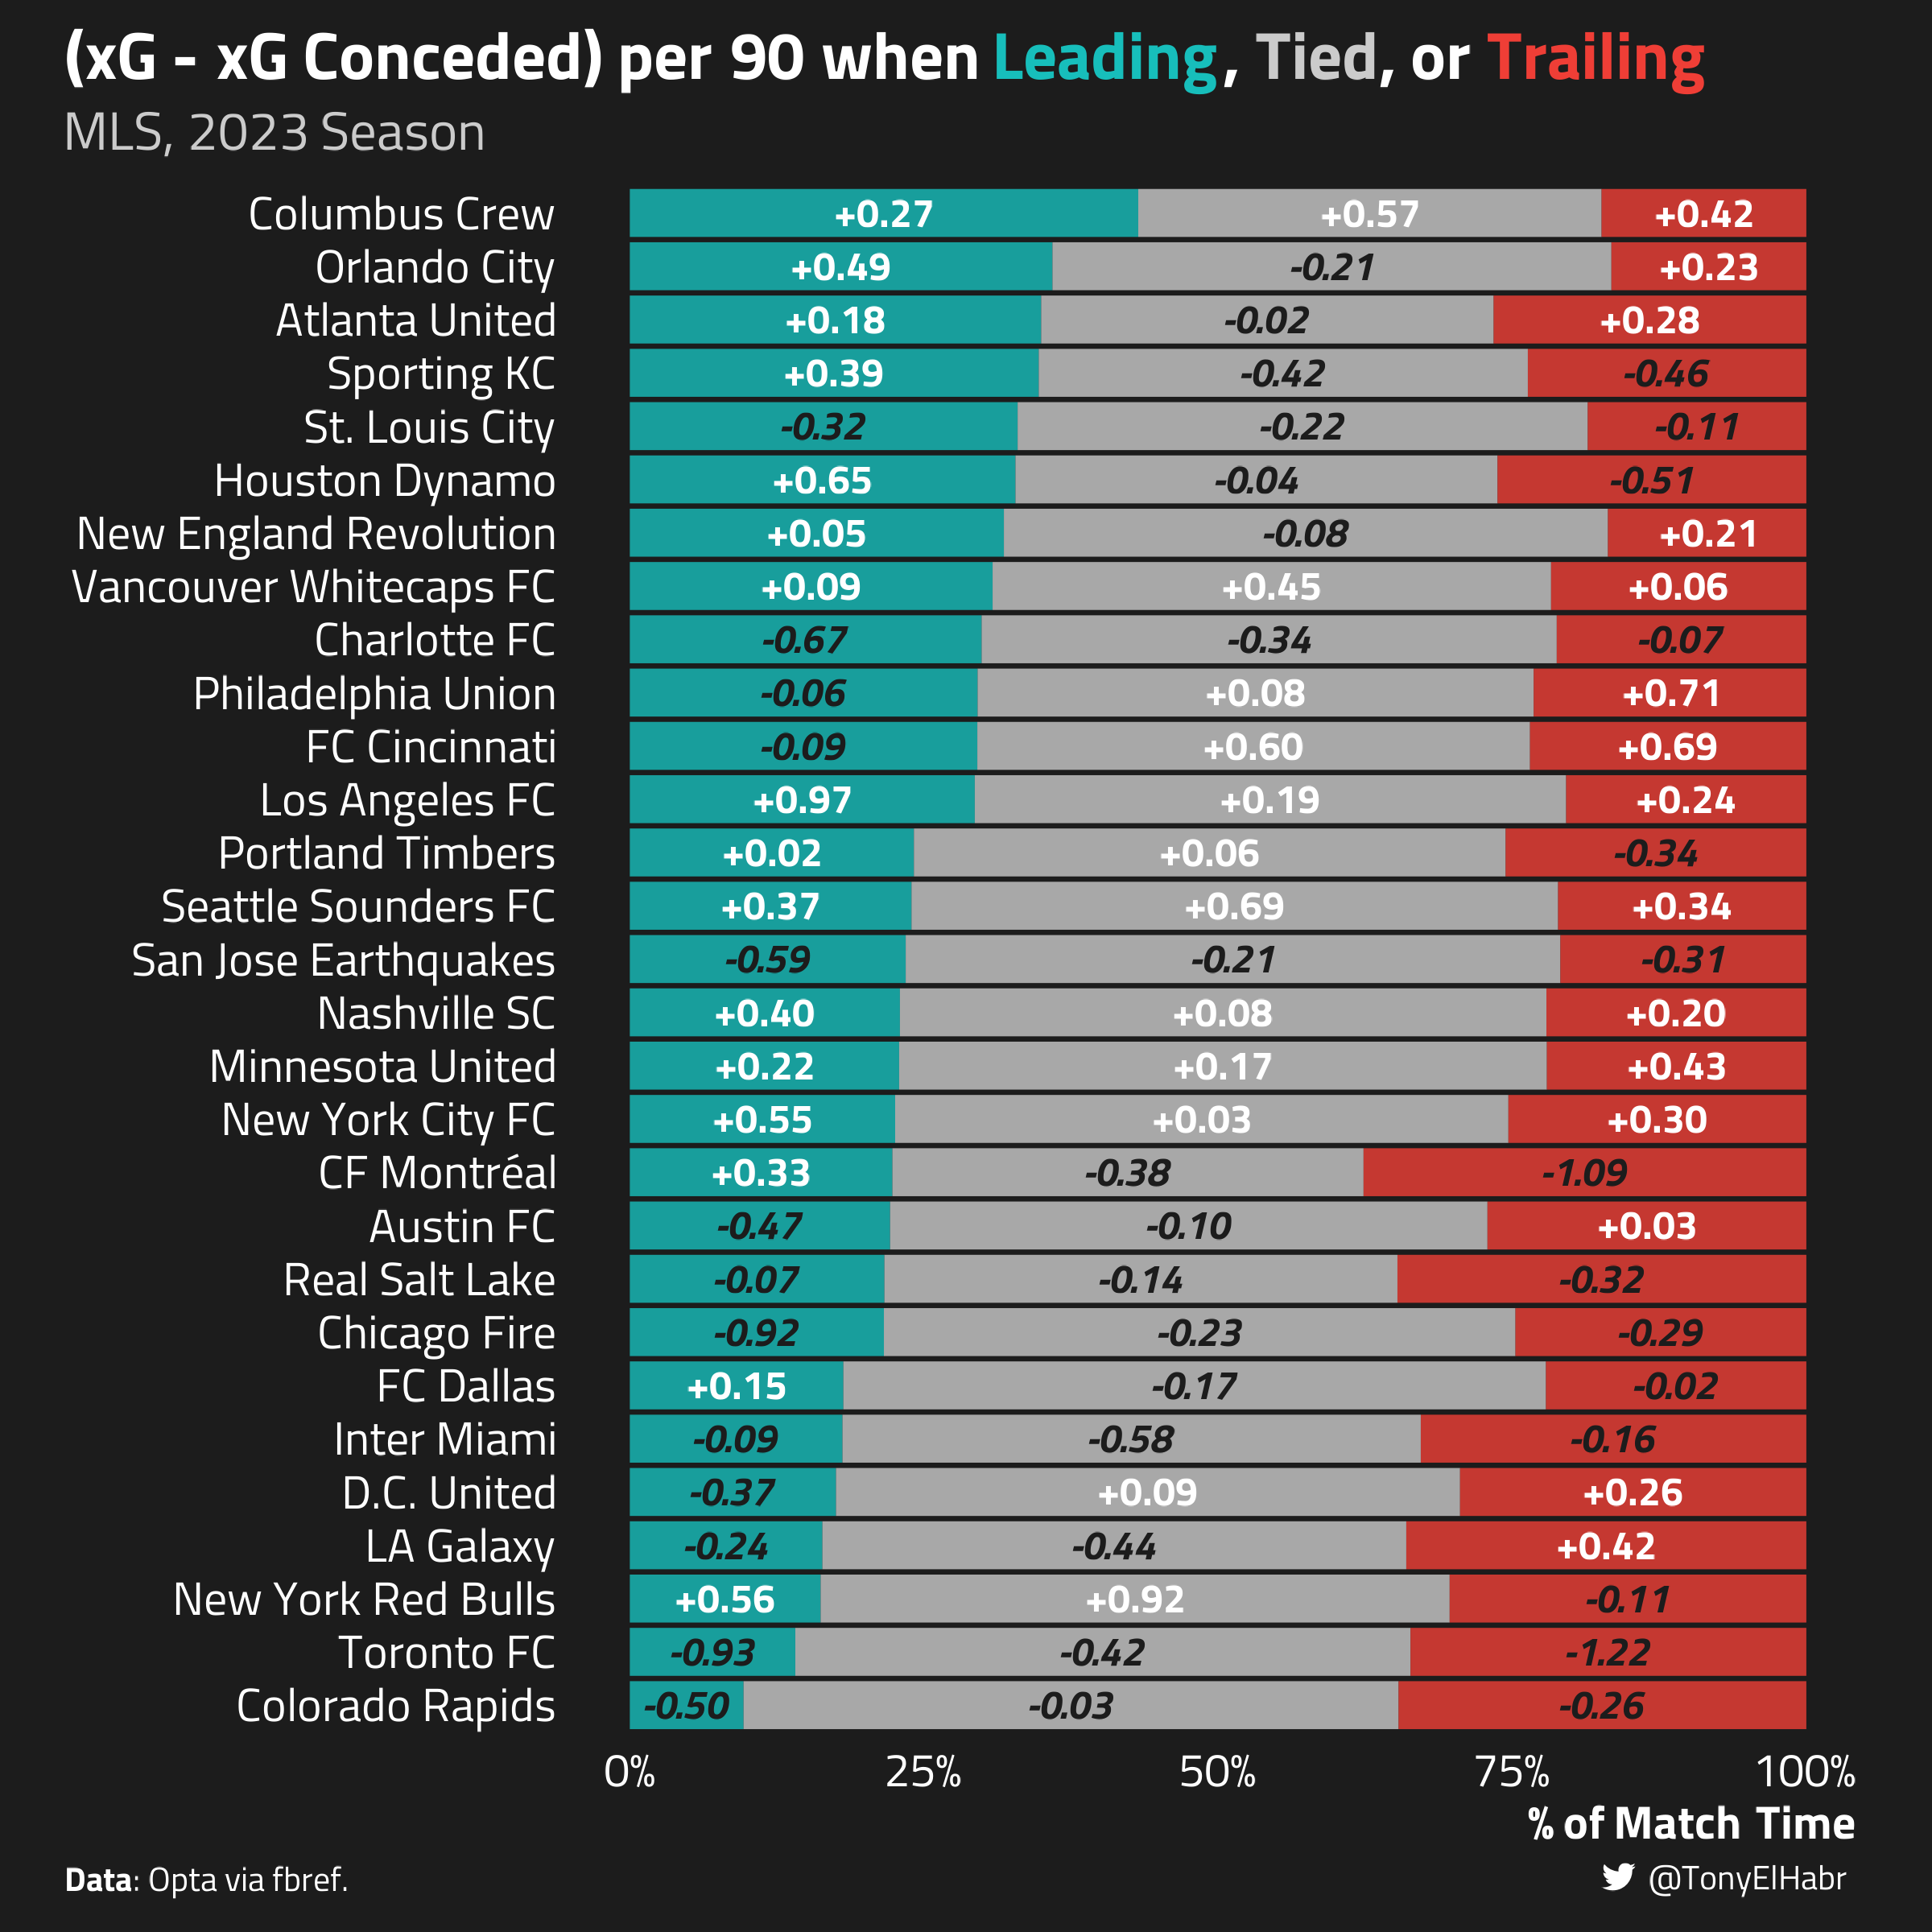 (xG - xG Conceded) per 90 when Leading, Tied, or Trailing
MLS, 2023 Season
Columbus Crew +0.27 +0.57 +0.42
Orlando City +0.49 -0.21 +0.23
Atlanta United +0.18 -0.02 +0.28
Sporting KC +0.39 -0.42 -0.46
St. Louis City -0.32 -0.22 -0.11
Houston Dynamo +0.65 -0.04 -0.51
New England Revolution +0.05 -0.08 +0.21
Vancouver Whitecaps FC +0.09 +0.45 +0.06
Charlotte FC -0.67 -0.34 -0.07
Philadelphia Union -0.06 +0.08 +0.71
FC Cincinnati -0.09 +0.60 +0.69
Los Angeles FC +0.97 +0.19 +0.24
Portland Timbers +0.02 +0.06 -0.34
Seattle Sounders FC +0.37 +0.69 +0.34
San Jose Earthquakes -0.59 -0.21 -0.31
Nashville SC +0.40 +0.08 +0.20
Minnesota United +0.22 +0.17 +0.43
New York City FC +0.55 +0.03 +0.30
CF Montréal +0.33 -0.38 -1.09
Austin FC -0.47 -0.10 +0.03
Real Salt Lake -0.07 -0.14 -0.32
Chicago Fire -0.92 -0.23 -0.29
FC Dallas +0.15 -0.17 -0.02
Inter Miami -0.09 -0.58 -0.16
D.C. United -0.37 +0.09 +0.26
LA Galaxy -0.24 -0.44 +0.42
New York Red Bulls +0.56 +0.92 -0.11
Toronto FC -0.93 -0.42 -1.22
Colorado Rapids -0.50 -0.03 -0.26
0% 25% 50% 75% 100%
% of Match Time
Data: Opta via fbref.
@TonyElHabr